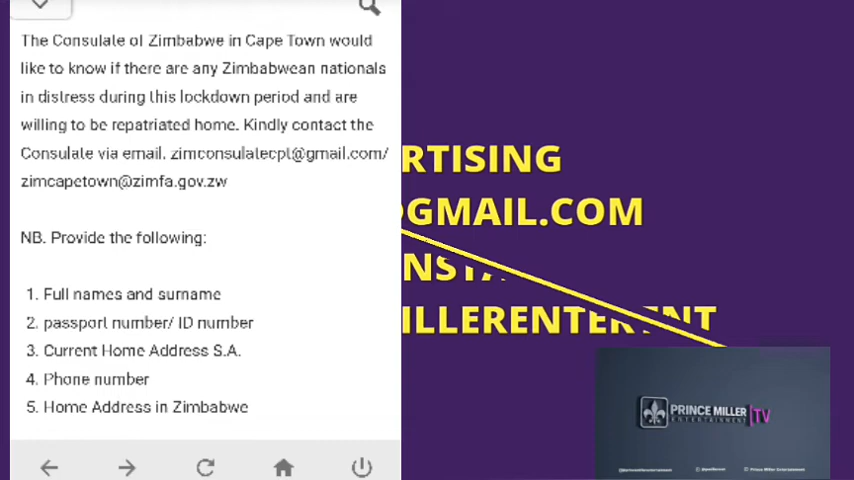 The Consulate of Zimbabwe in Cape Town would
like to know if there are any Zimbabwean nationals
in distress during this lockdown period and are
willing to be repatriated home. Kindly contact the
Consulate via email. zimconsulatecpt@gmail.com/
zimcapetown@zimfa.gov.zw
NB. Provide the following:
1. Full names and surname
2. passport number/ ID number
3. Current Home Address S.A.
4. Phone number
5. Home Address in Zimbabwe
RTISING
GMAIL.COM
PRINCE MILLER TV
ENTERTAINMENT
Prince Miller Entertainment